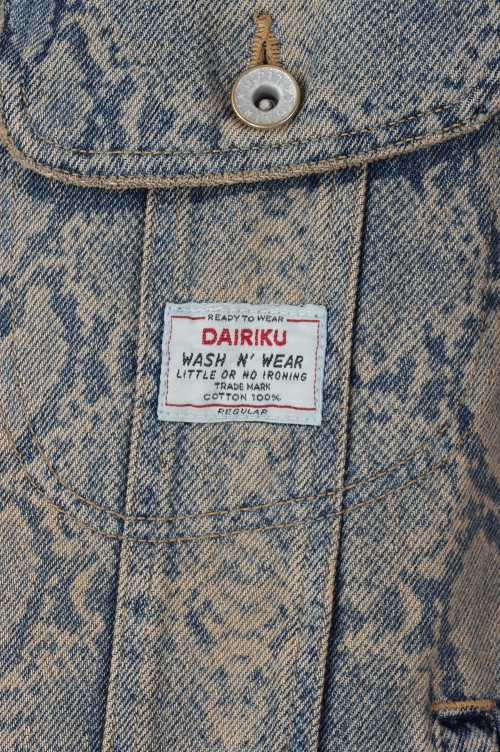 READY TO WEAR
DAIRIKU
WASH N' WEAR
LITTLE OR NO IRONING
TRADE MARK
COTTON 100%
REGULAR